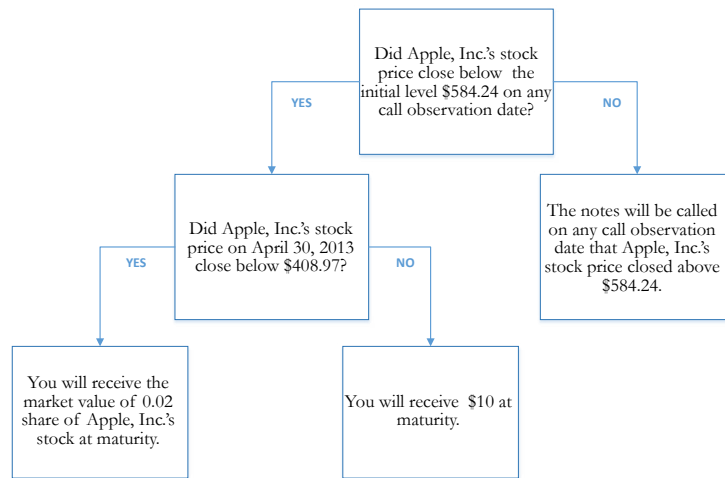 Did Apple, Inc.'s stock
price close below the
initial level $584.24 on any
call observation date?
YES
NO
Did Apple, Inc.'s stock
price on April 30, 2013
close below $408.97?
The notes will be called
on any call observation
date that Apple, Inc.'s
stock price closed above
$584.24.
YES
NO
You will receive the
market value of 0.02
share of Apple, Inc.'s
stock at maturity.
You will receive $10 at
maturity.